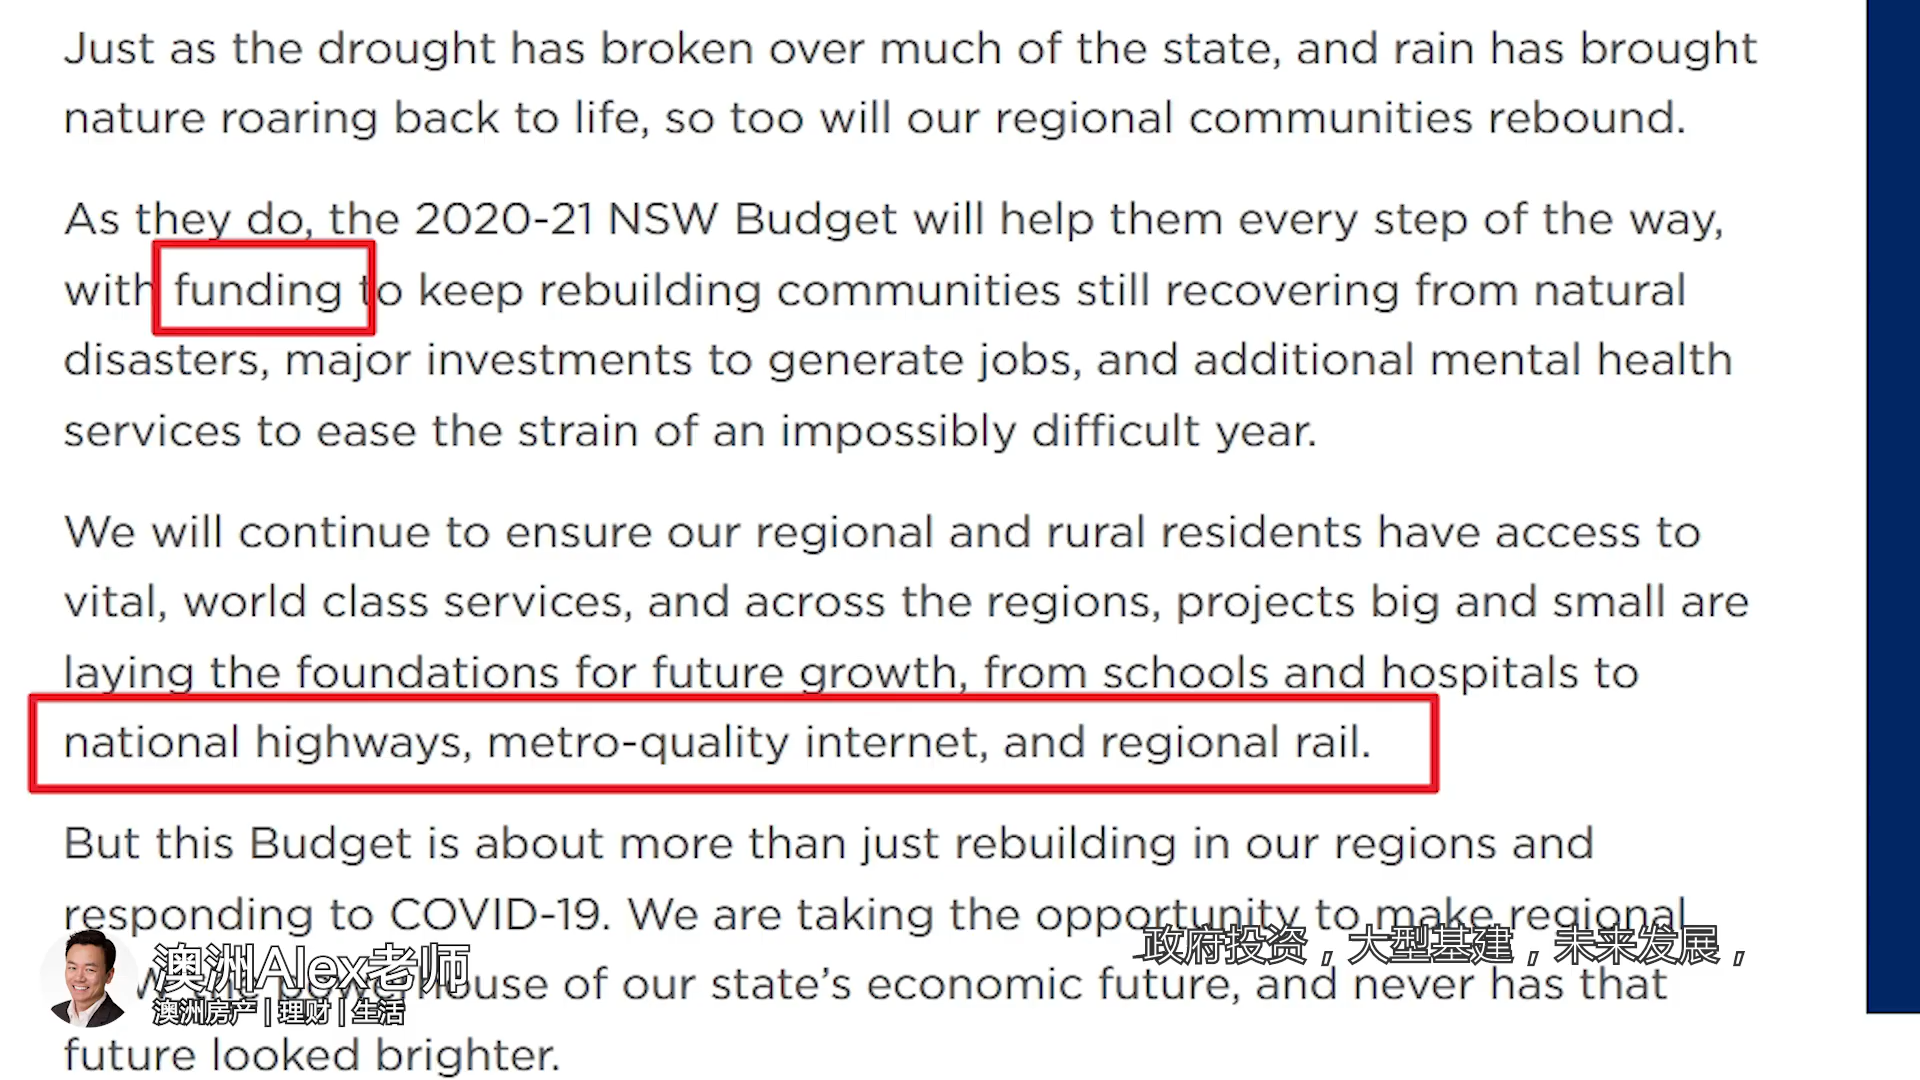 Just as the drought has broken over much of the state, and rain has brought
nature roaring back to life, so too will our regional communities rebound.
As they do, the 2020-21 NSW Budget will help them every step of the way,
with funding to keep rebuilding communities still recovering from natural
disasters, major investments to generate jobs, and additional mental health
services to ease the strain of an impossibly difficult year.
We will continue to ensure our regional and rural residents have access to
vital, world class services, and across the regions, projects big and small are
laying the foundations for future growth, from schools and hospitals to
national highways, metro-quality internet, and regional rail.
But this Budget is about more than just rebuilding in our regions and
responding to COVID-19. We are taking the opportunity to make regional
house of our state's economic future, and never has that
future looked brighter.
政府投资，大型基建，未来发展，
澳洲Alex老师
澳洲房产 | 理财 | 生活